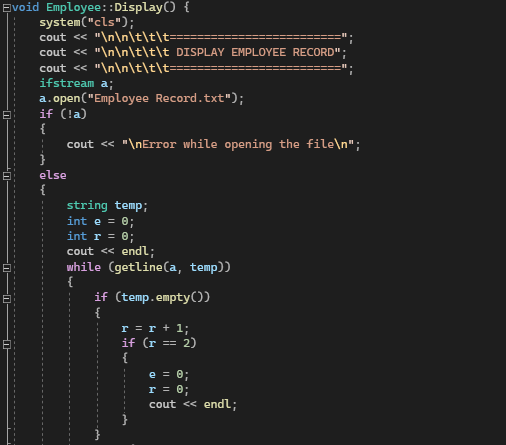 void Employee::Display() {
    system("cls");
    cout << "\n\n\t\t\t=========================";
    cout << "\n\n\t\t\t DISPLAY EMPLOYEE RECORD";
    cout << "\n\n\t\t\t=========================";
    ifstream a;
    a.open("Employee Record.txt");
    if (!a)
    {
        cout << "\nError while opening the file\n";
    }
    else
    {
        string temp;
        int e = 0;
        int r = 0;
        cout << endl;
        while (getline(a, temp))
        {
            if (temp.empty())
            {
                r = r + 1;
                if (r == 2)
                {
                    e = 0;
                    r = 0;
                    cout << endl;
                }
            }